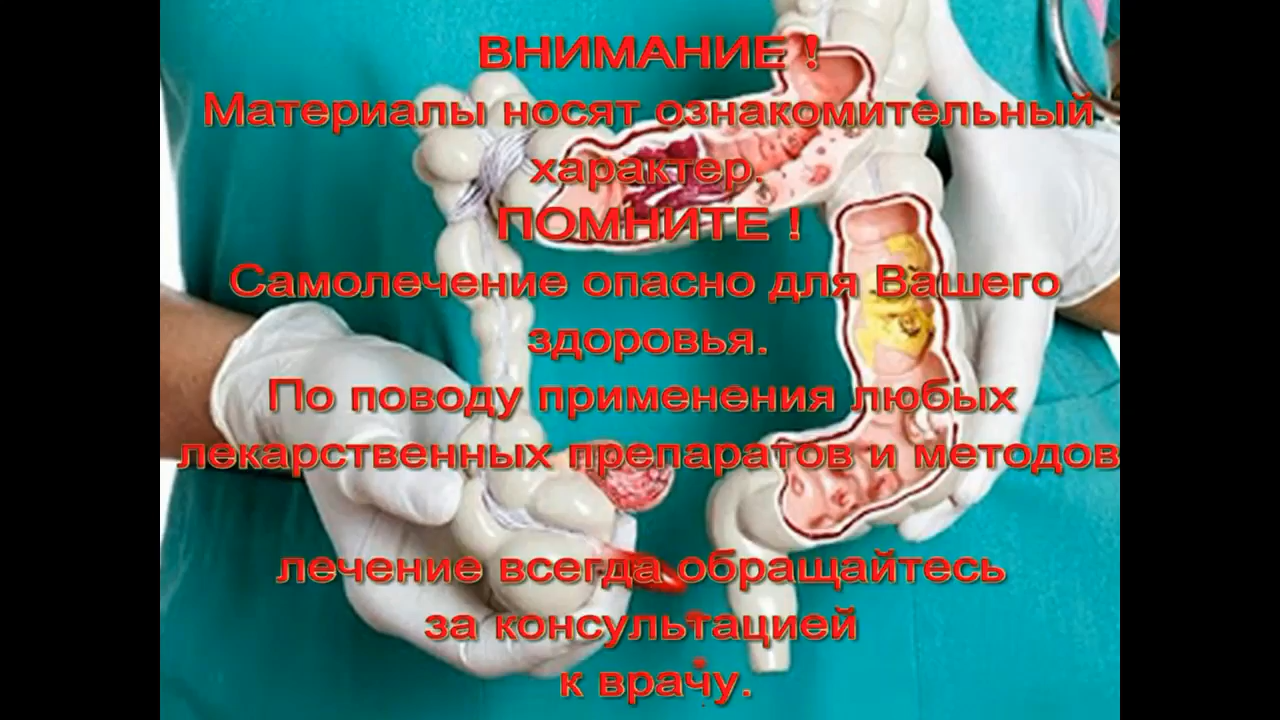 ВНИМАНИЕ !
Материалы носят ознакомительный
характер.
ПОМНИТЕ !
Самолечение опасно для Вашего
здоровья.
По поводу применения любых
лекарственных препаратов и методов
лечение всегда обращайтесь
за консультацией
к врачу.